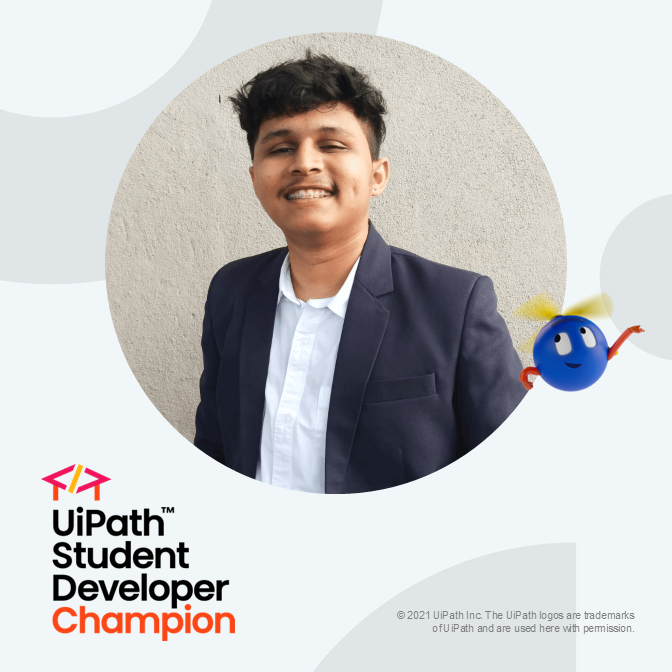 UiPath™
Student
Developer
Champion
© 2021 UiPath Inc. The UiPath logos are trademarks
of UiPath and are used here with permission.